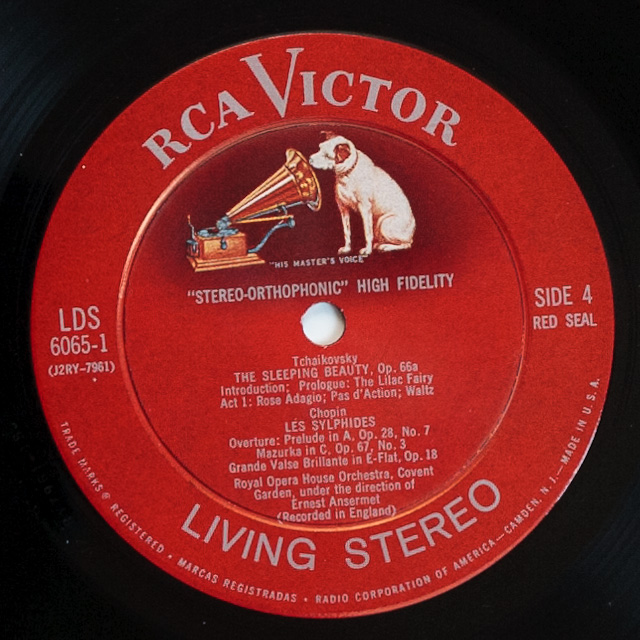 RCA VICTOR
"HIS MASTER'S VOICE"
"STEREO-ORTHOPHONIC" HIGH FIDELITY
LDS
6065-1
(J2RY-7961)
SIDE 4
RED SEAL
Tchaikovsky
THE SLEEPING BEAUTY, Op. 66a
Introduction: Prologue: The Lilac Fairy
Act 1: Rose Adagio; Pas d'Action; Waltz
Chopin
LES SYLPHIDES
Overture: Prelude in A, Op. 28, No. 7
Mazurka in C, Op. 67, No. 3
Grande Valse Brillante in E-Flat, Op. 18
Royal Opera House Orchestra, Covent
Garden, under the direction of
Ernest Ansermet
(Recorded in England)
LIVING STEREO
TRADE MARKS ® REGISTERED • MARCAS REGISTRADAS • RADIO CORPORATION OF AMERICA—CAMDEN, N. J.—MADE IN U.S.A.